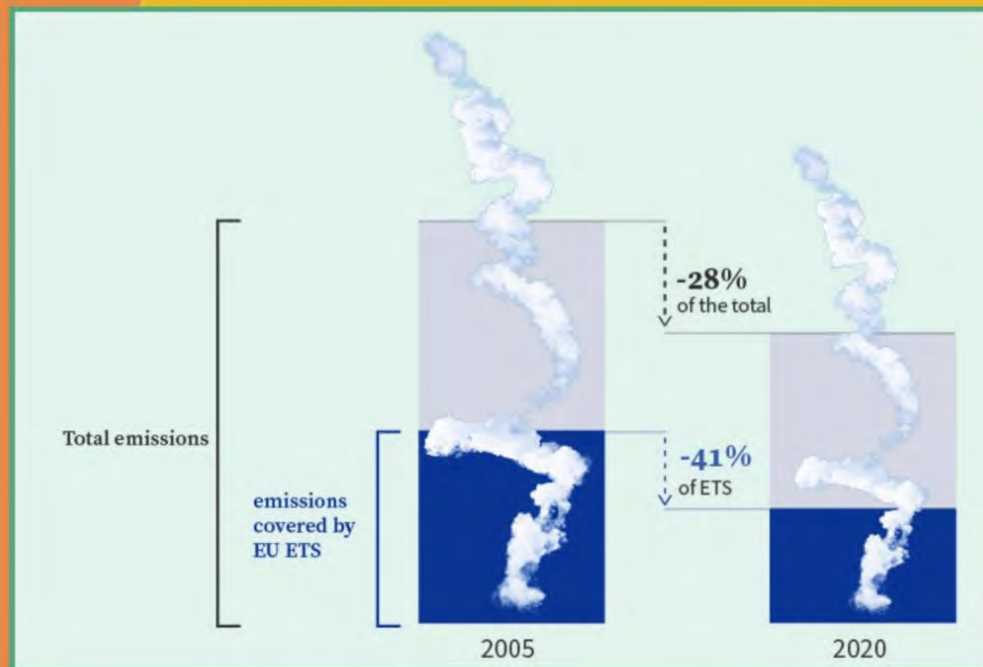 -28%
of the total
Total emissions
-41%
of ETS
emissions
covered by
EU ETS
2005
2020